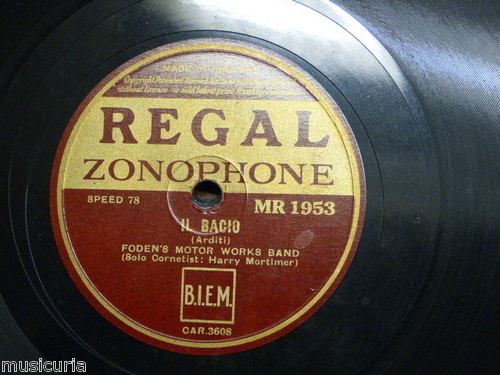 MADE IN ENGLAND
REGAL
ZONOPHONE
SPEED 78
MR 1953
IL BACIO
(Arditi)
FODEN'S MOTOR WORKS BAND
(Solo Cornetist: Harry Mortimer)
B.I.E.M.
CAR.3608
musicuria